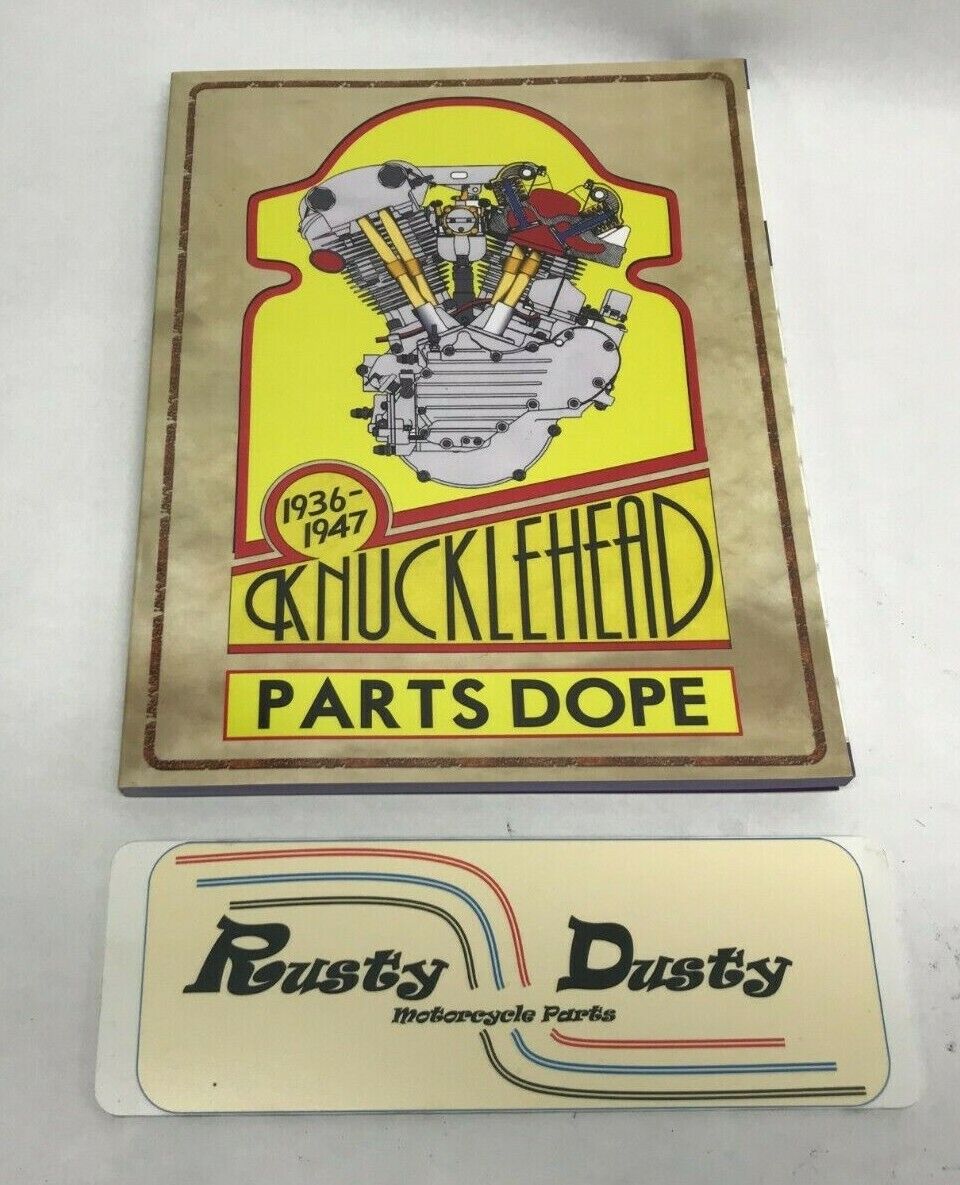 1936-
1947
KNUCKLEHEAD
PARTS DOPE
Rusty Dusty
Motorcycle Parts